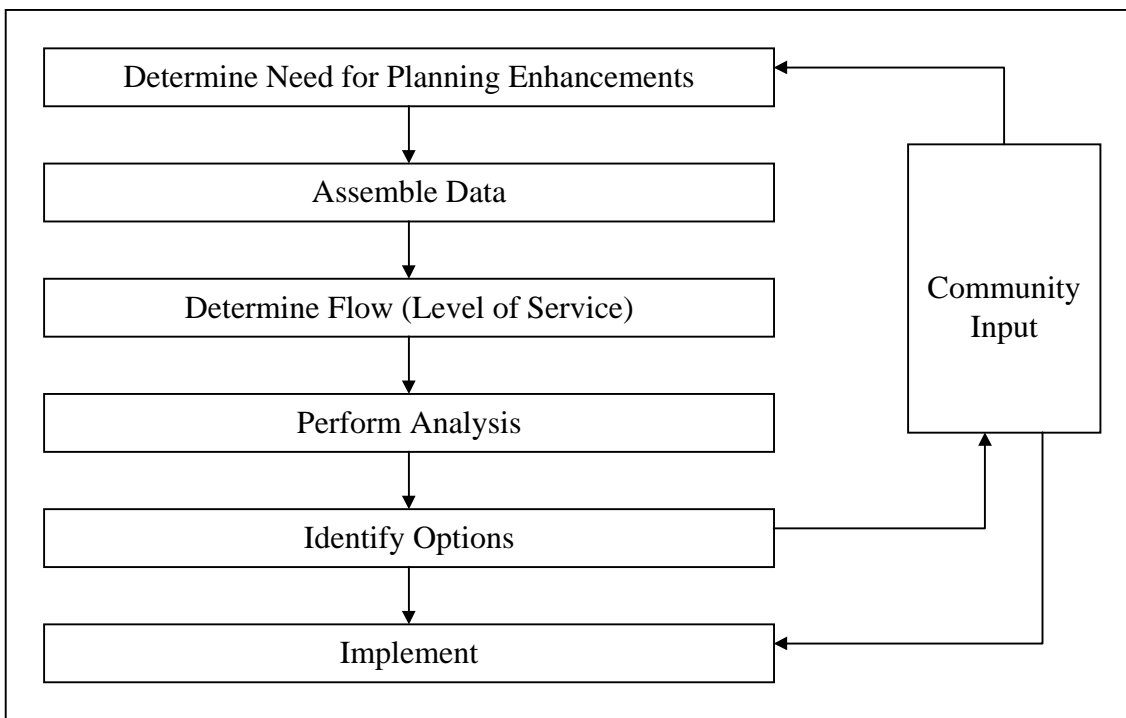 Determine Need for Planning Enhancements
Assemble Data
Determine Flow (Level of Service)
Perform Analysis
Identify Options
Implement
Community
Input